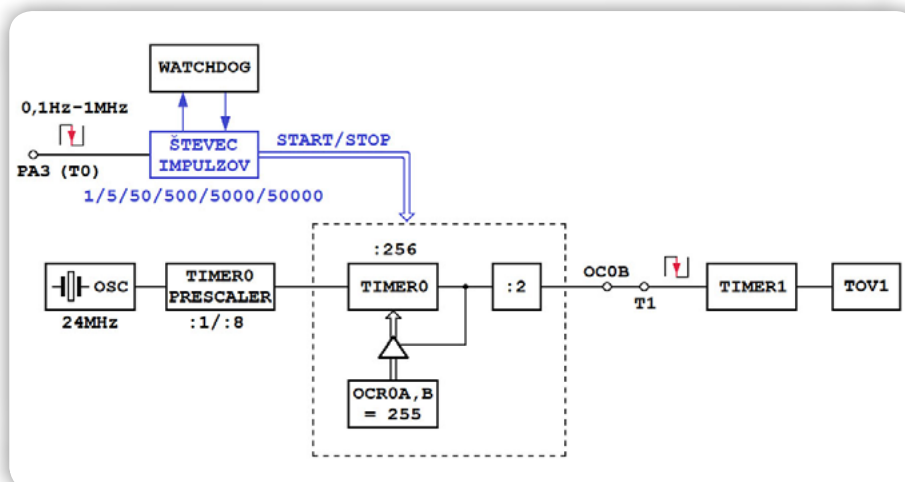 WATCHDOG
0,1Hz-1MHz
ŠTEVEC
IMPULZOV
START/STOP
PA3 (T0)
1/5/50/500/5000/50000
:256
OSC
24MHz
TIMER0
PRESCALER
:1/:8
TIMER0
:2
OC0B
T1
TIMER1
TOV1
OCR0A,B
= 255